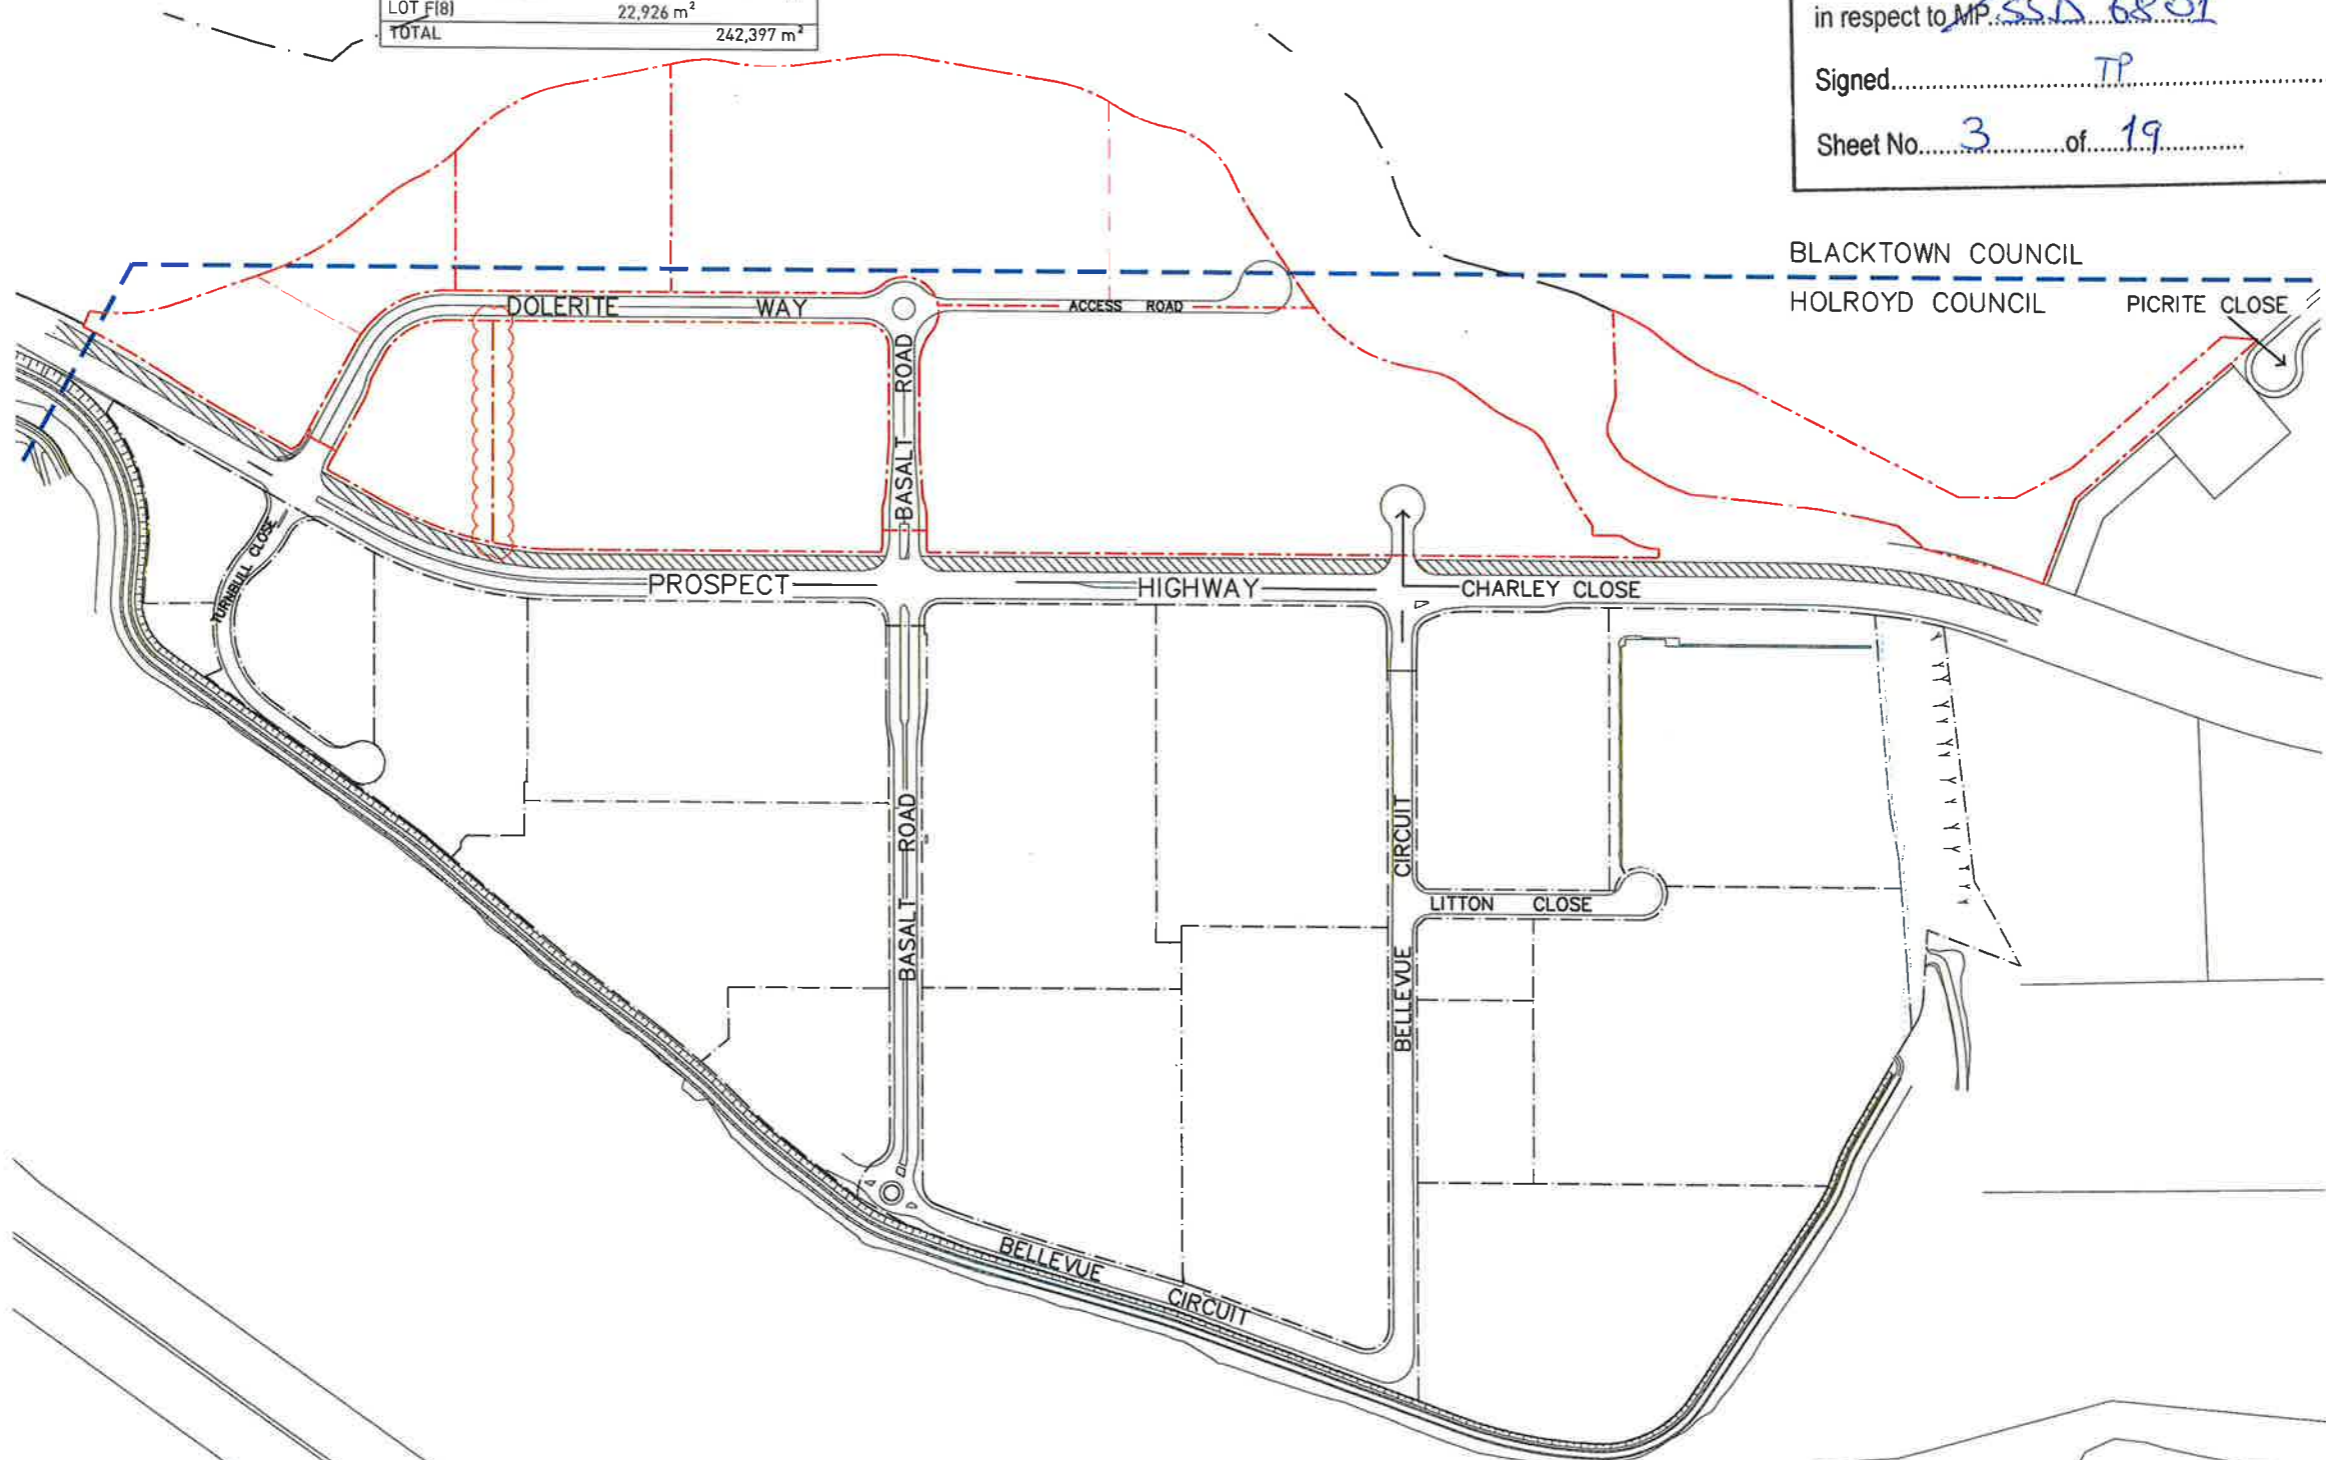 LOT F(8) 22,926 m²
TOTAL 242,397 m²
in respect to MP SSD 6801
Signed TP
Sheet No. 3 of 19
BLACKTOWN COUNCIL
HOLROYD COUNCIL
PICRITE CLOSE
DOLERITE WAY
ACCESS ROAD
BASALT ROAD
TURNBULL CLOSE
PROSPECT HIGHWAY
CHARLEY CLOSE
BASALT ROAD
BELLEVUE CIRCUIT
LITTON CLOSE
BELLEVUE CIRCUIT